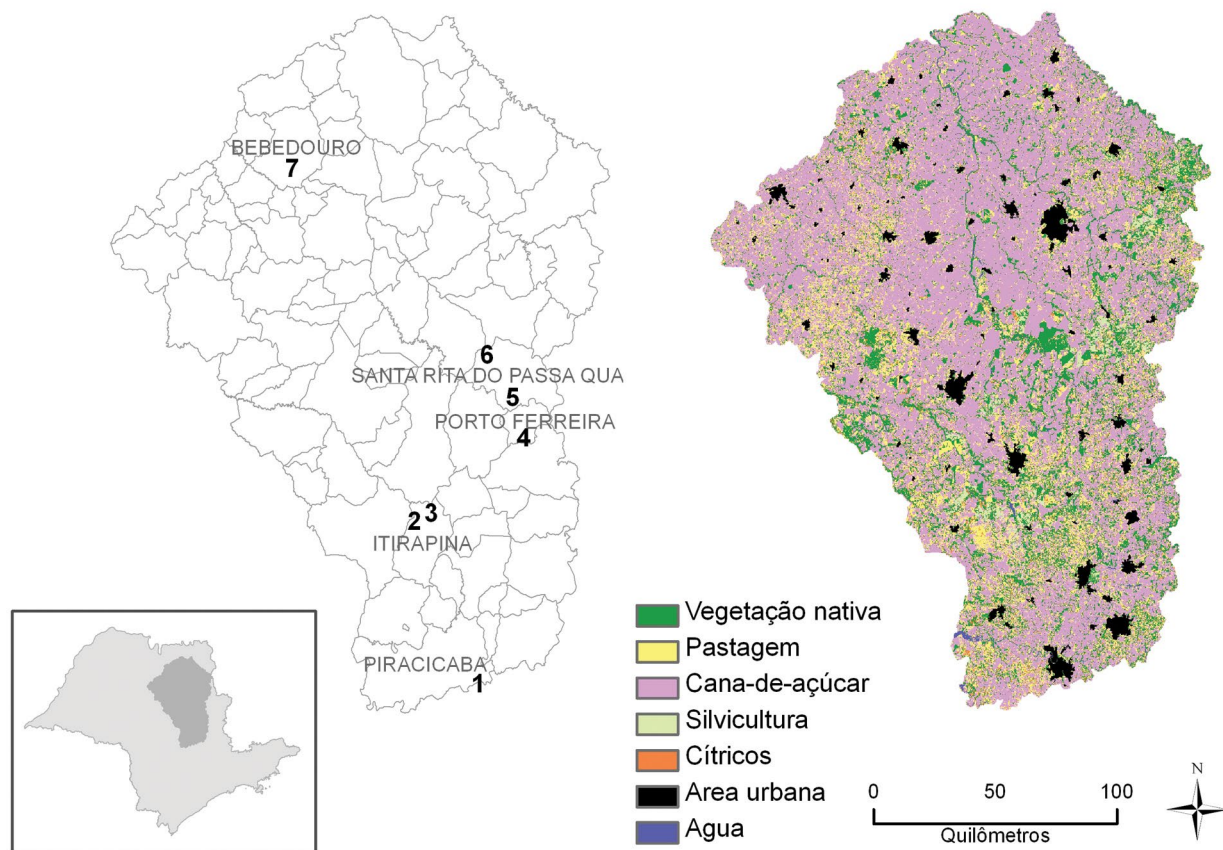 BEBEDOURO
7
6
SANTA RITA DO PASSA QUA
5
PORTO FERREIRA
4
2 3
ITIRAPINA
PIRACICABA
1
Vegetação nativa
Pastagem
Cana-de-açúcar
Silvicultura
Cítricos
Area urbana
Agua
0 50 100
Quilômetros
N